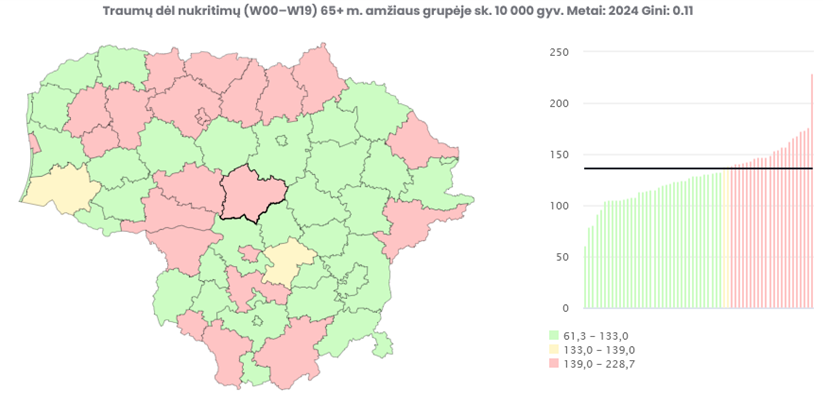 Traumų dėl nukritimų (W00–W19) 65+ m. amžiaus grupėje sk. 10 000 gyv. Metai: 2024 Gini: 0.11
250
200
150
100
50
0
61,3 – 133,0
133,0 – 139,0
139,0 – 228,7